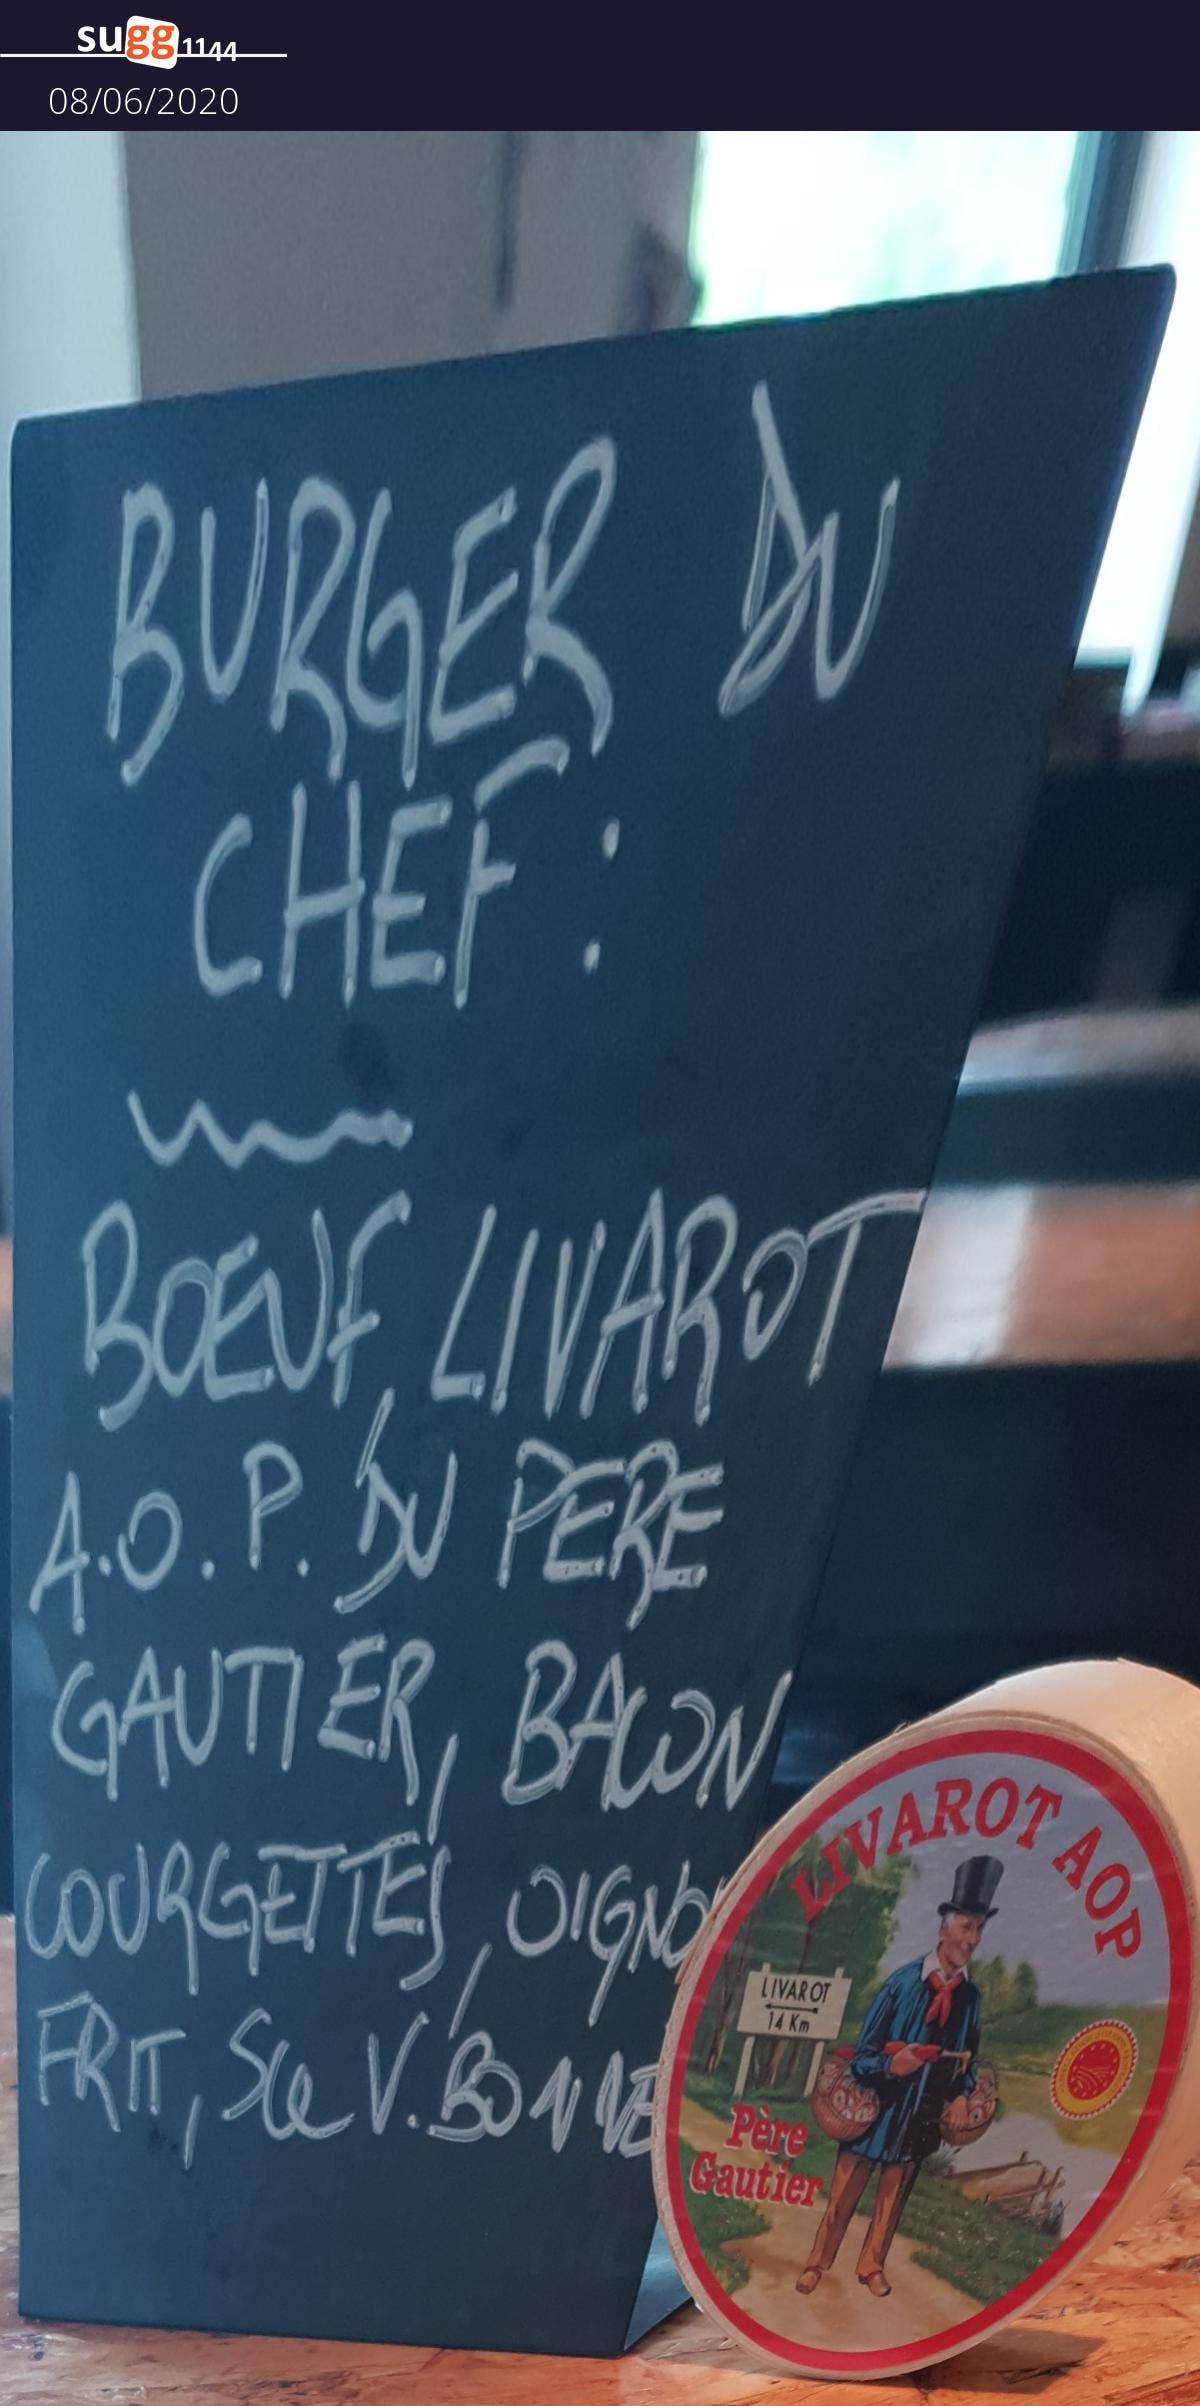 sugg1144
08/06/2020
BURGER DU
CHEF :
BOEUF, LIVAROT
A.O.P. DU PERE
GAUTIER, BACON
COURGETTES, OIGNO
FRIT, Sce V. BONNE
LIVAROT AOP
LIVAROT
14 Km
Père
Gautier